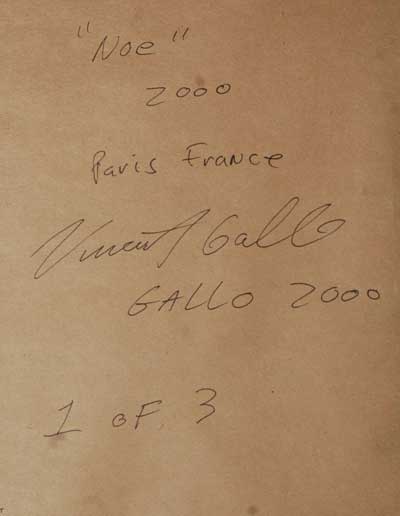 "Noe"
2000
Paris France
Vincent Gallo
GALLO 2000
1 OF 3